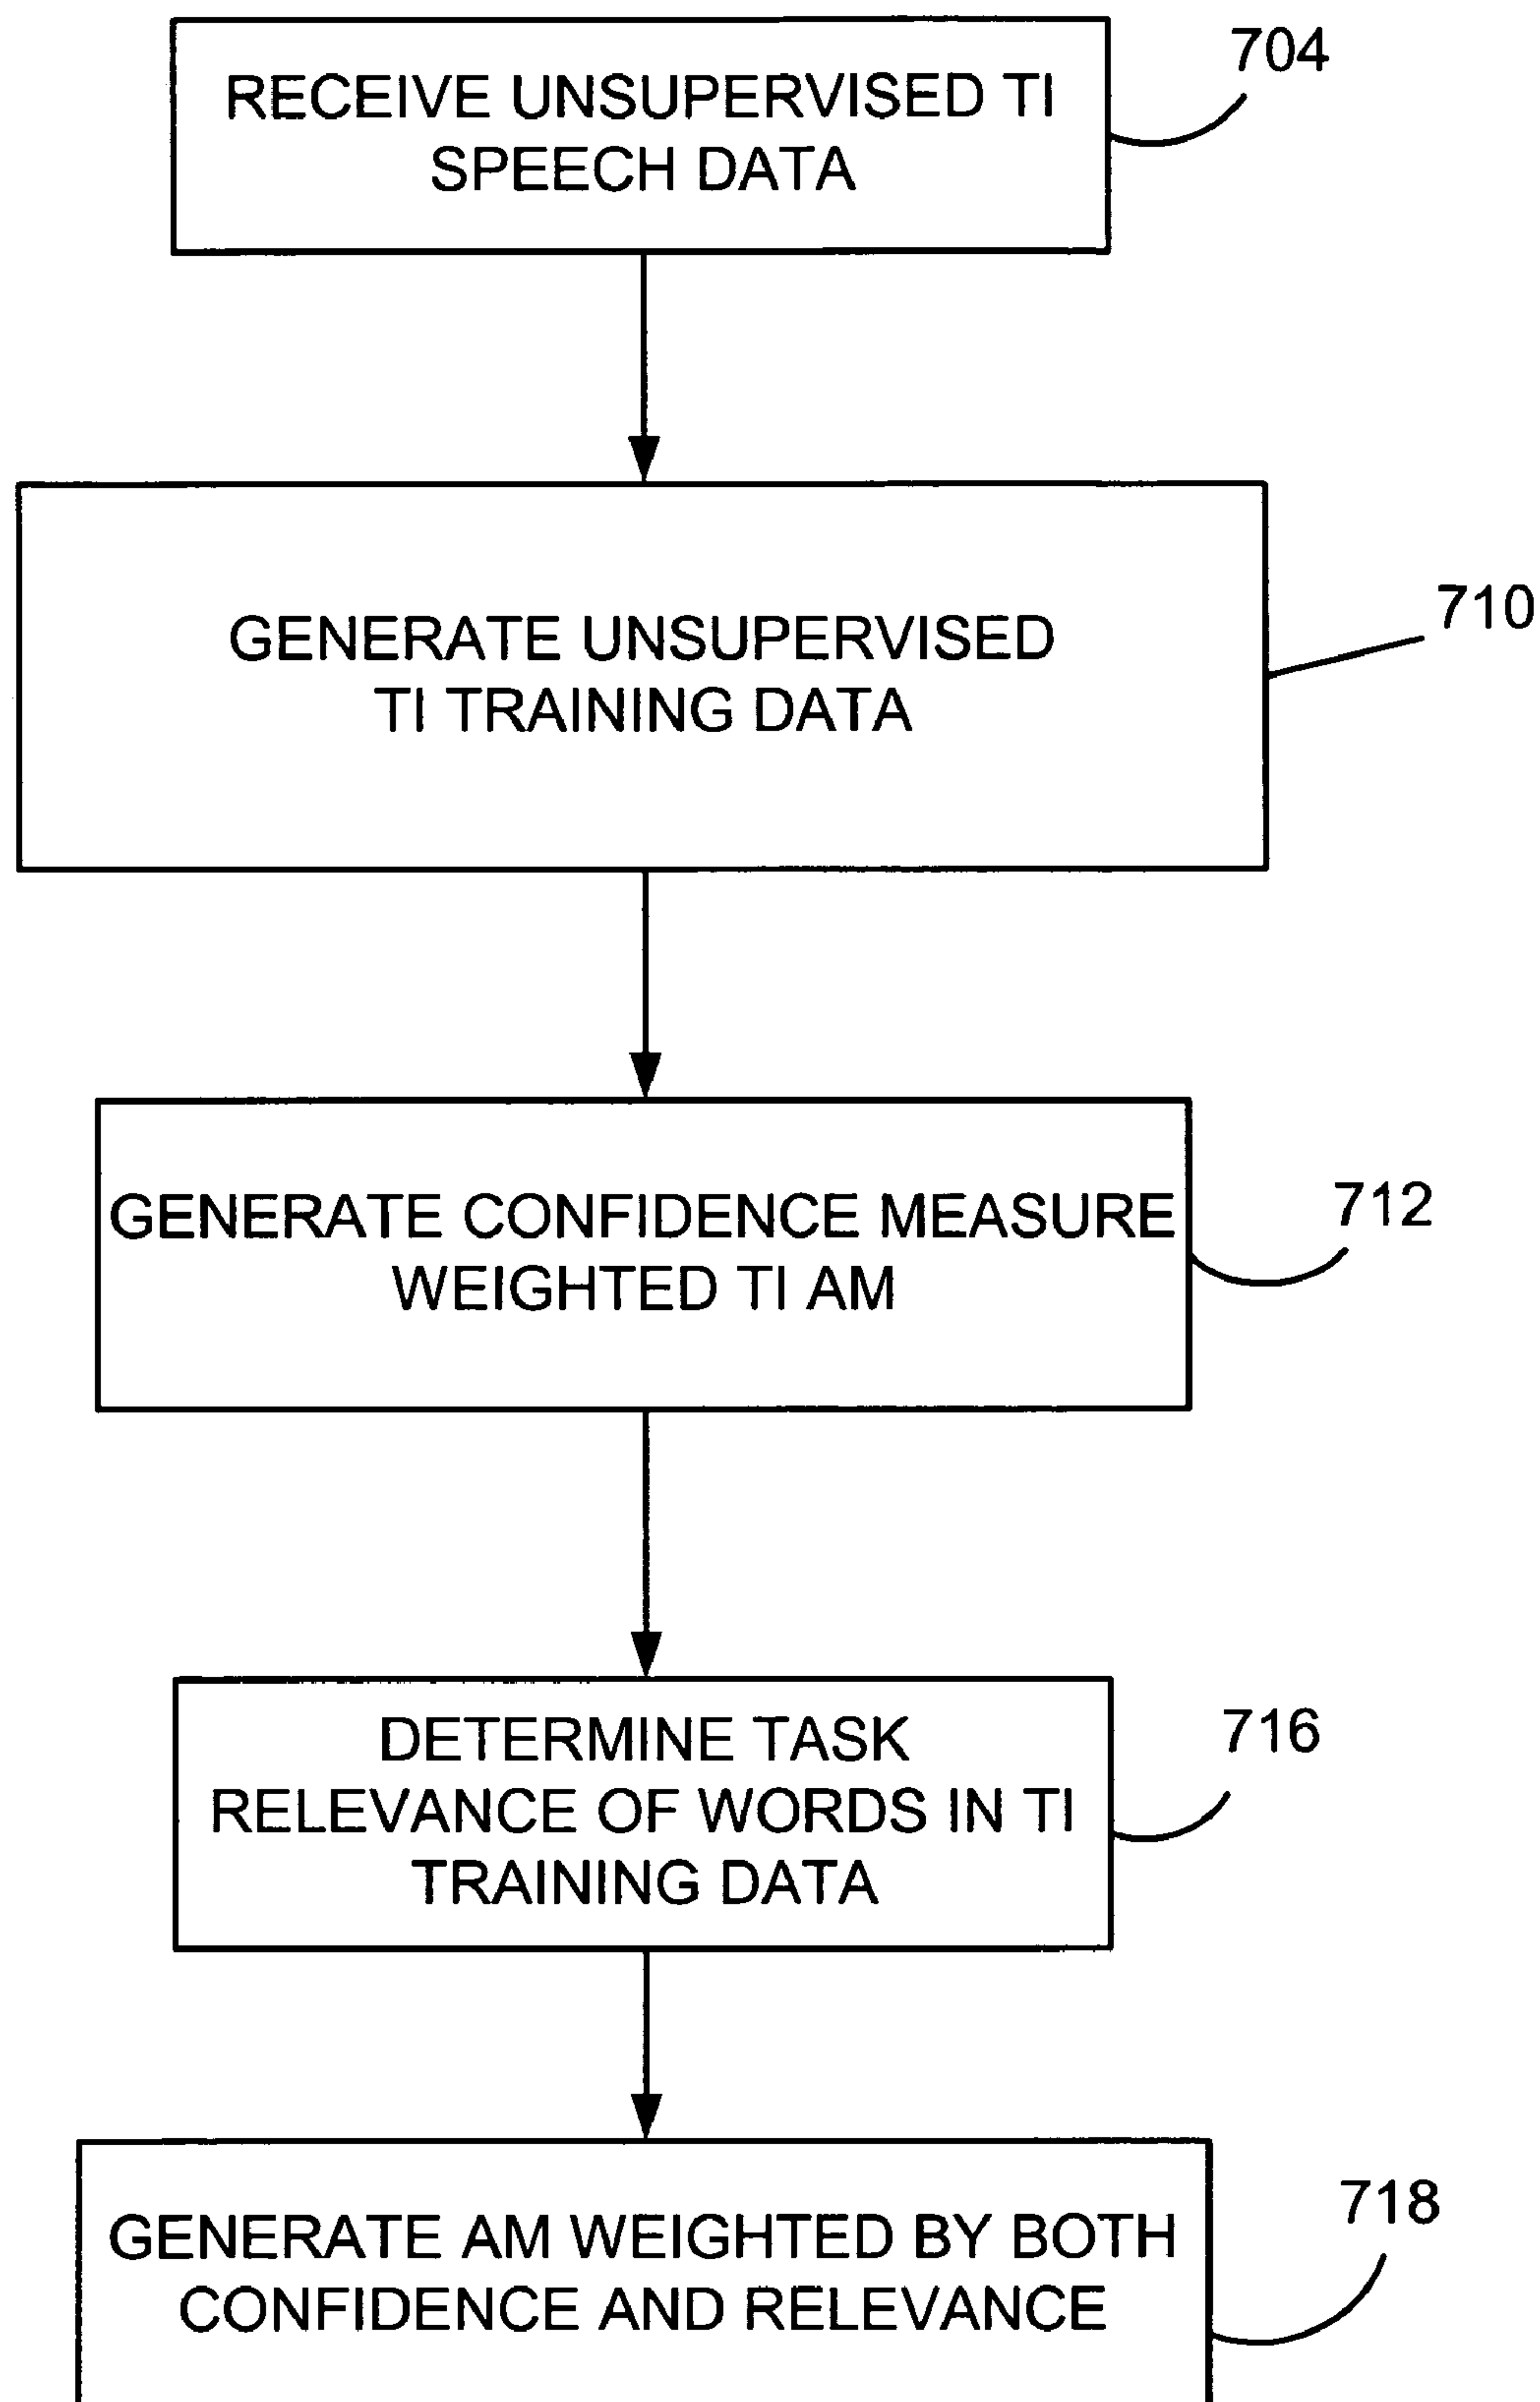 704
RECEIVE UNSUPERVISED TI
SPEECH DATA
710
GENERATE UNSUPERVISED
TI TRAINING DATA
712
GENERATE CONFIDENCE MEASURE
WEIGHTED TI AM
716
DETERMINE TASK
RELEVANCE OF WORDS IN TI
TRAINING DATA
718
GENERATE AM WEIGHTED BY BOTH
CONFIDENCE AND RELEVANCE